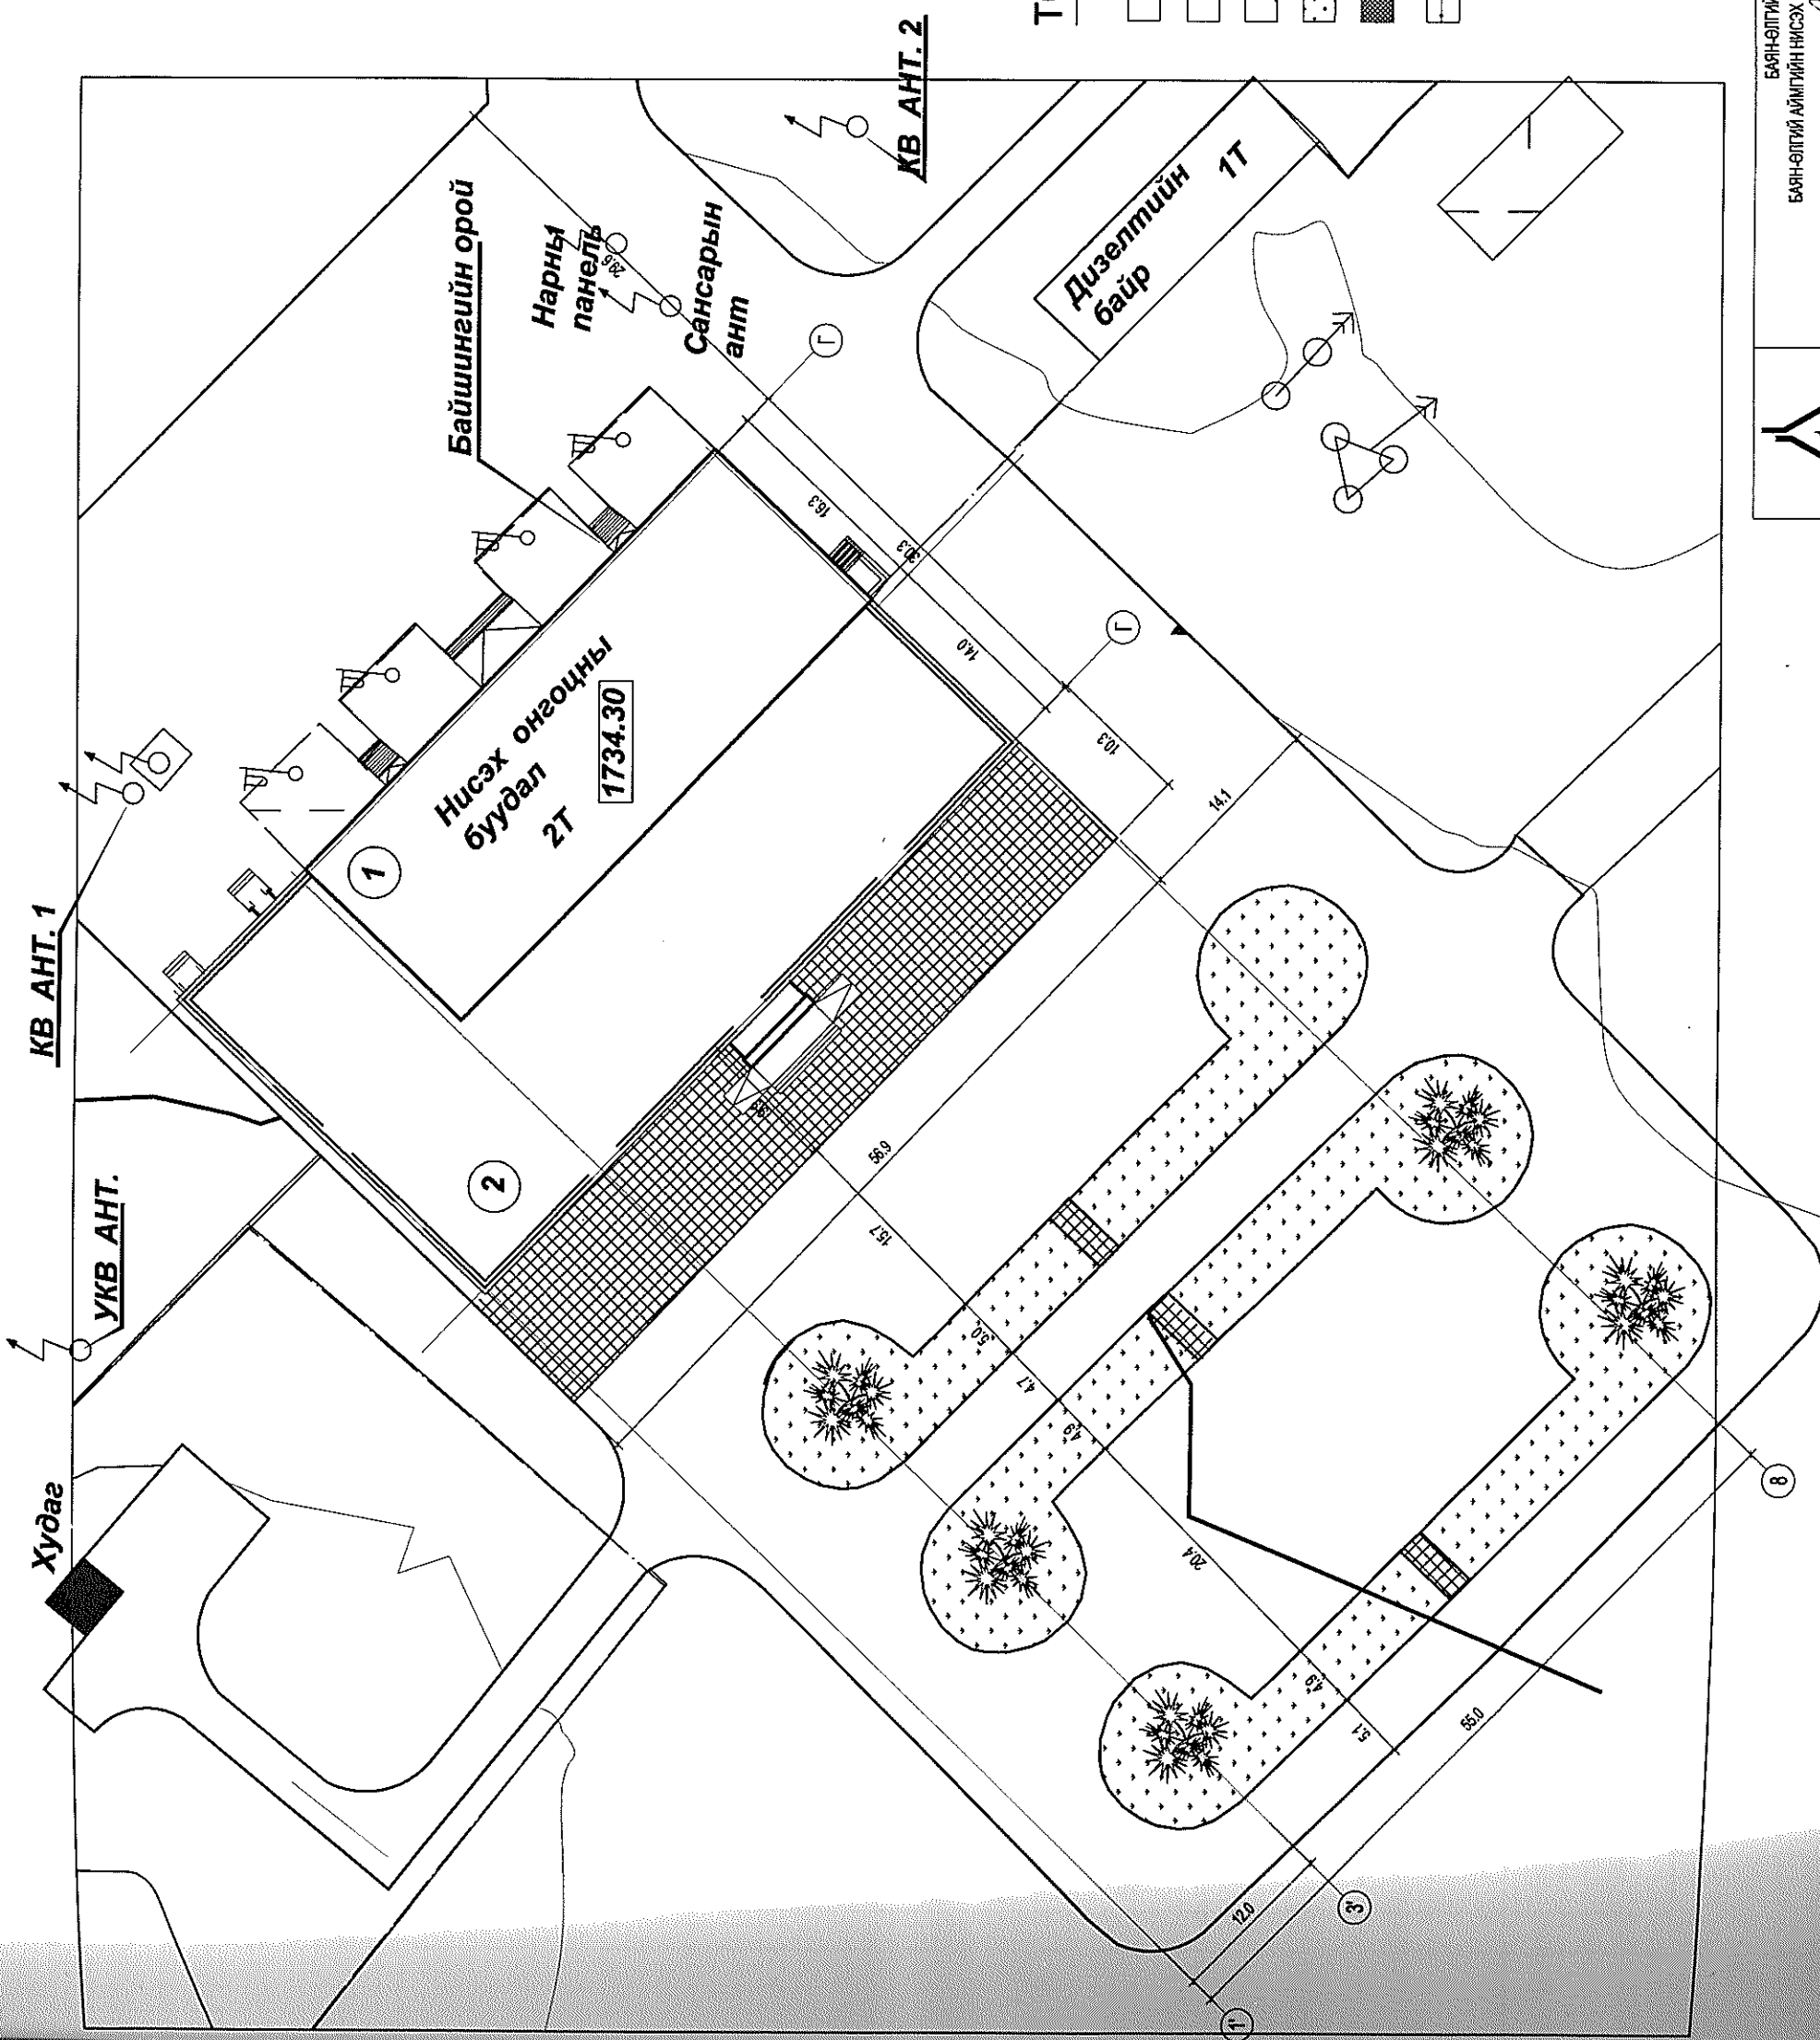 КВ АНТ. 1
УКВ АНТ.
Худаг
КВ АНТ. 2
Байшингийн орой
Нарны
панель
Сансарын
ант
Дизелтийн
байр 1Т
Нисэх онгоцны
буудал
2Т
1734.30
1
2
Г
Г
29.6
16.3
30.3
14.0
10.3
14.1
56.9
15.7
5.0
4.7
4.9
20.4
4.9
5.1
55.0
12.0
8
3'
1'
БАЯН-ӨЛГИЙ
БАЯН-ӨЛГИЙ АЙМГИЙН НИСЭХ